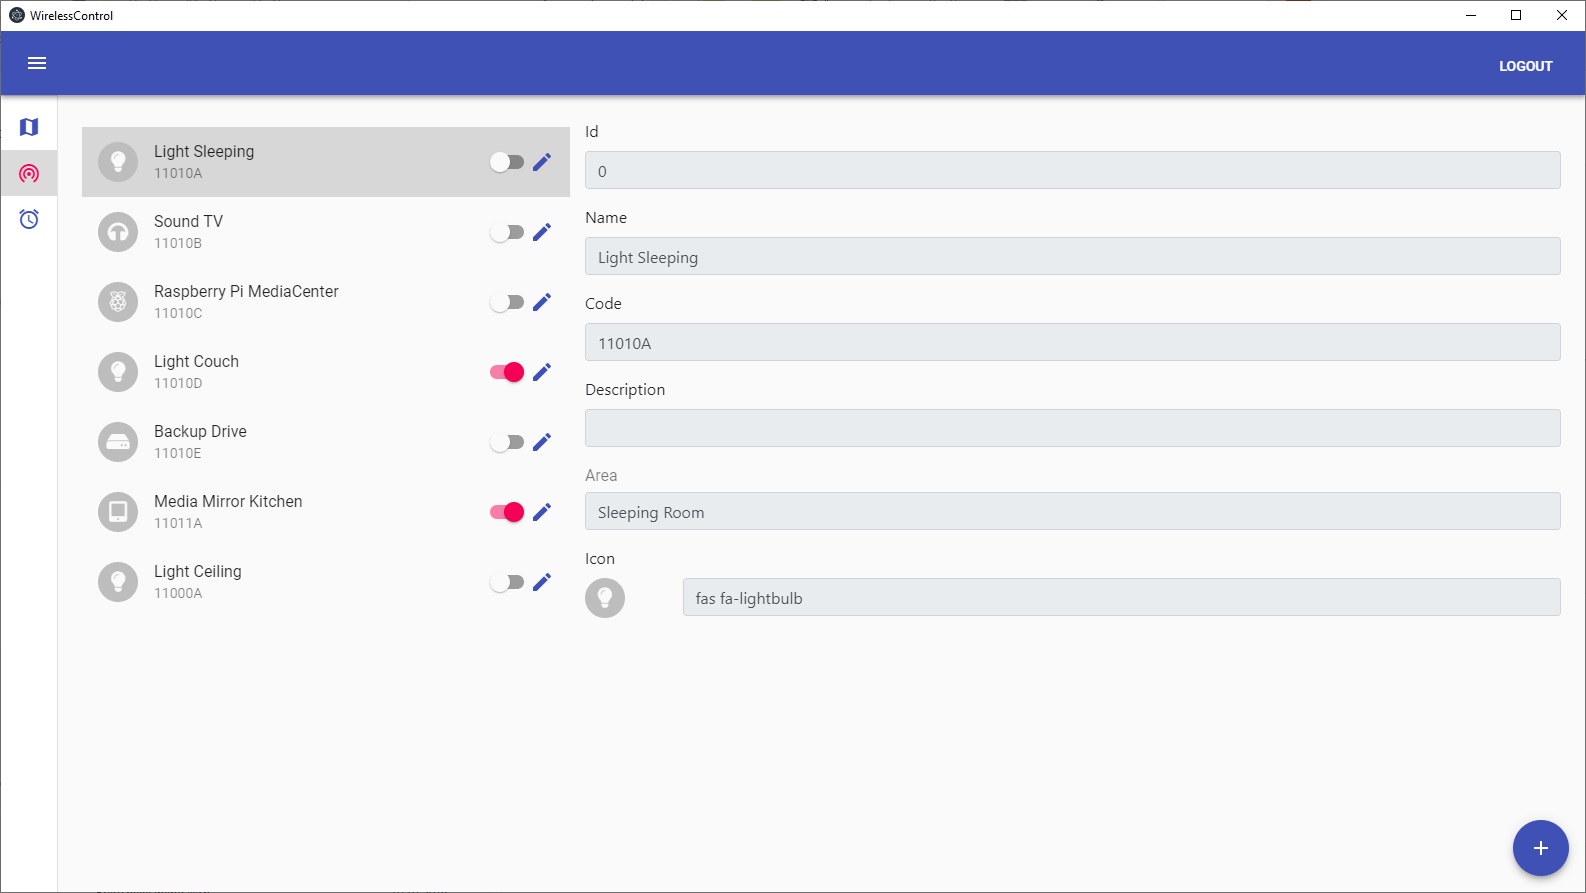 WirelessControl
LOGOUT
Light Sleeping
11010A
Sound TV
11010B
Raspberry Pi MediaCenter
11010C
Light Couch
11010D
Backup Drive
11010E
Media Mirror Kitchen
11011A
Light Ceiling
11000A
Id
0
Name
Light Sleeping
Code
11010A
Description
Area
Sleeping Room
Icon
fas fa-lightbulb